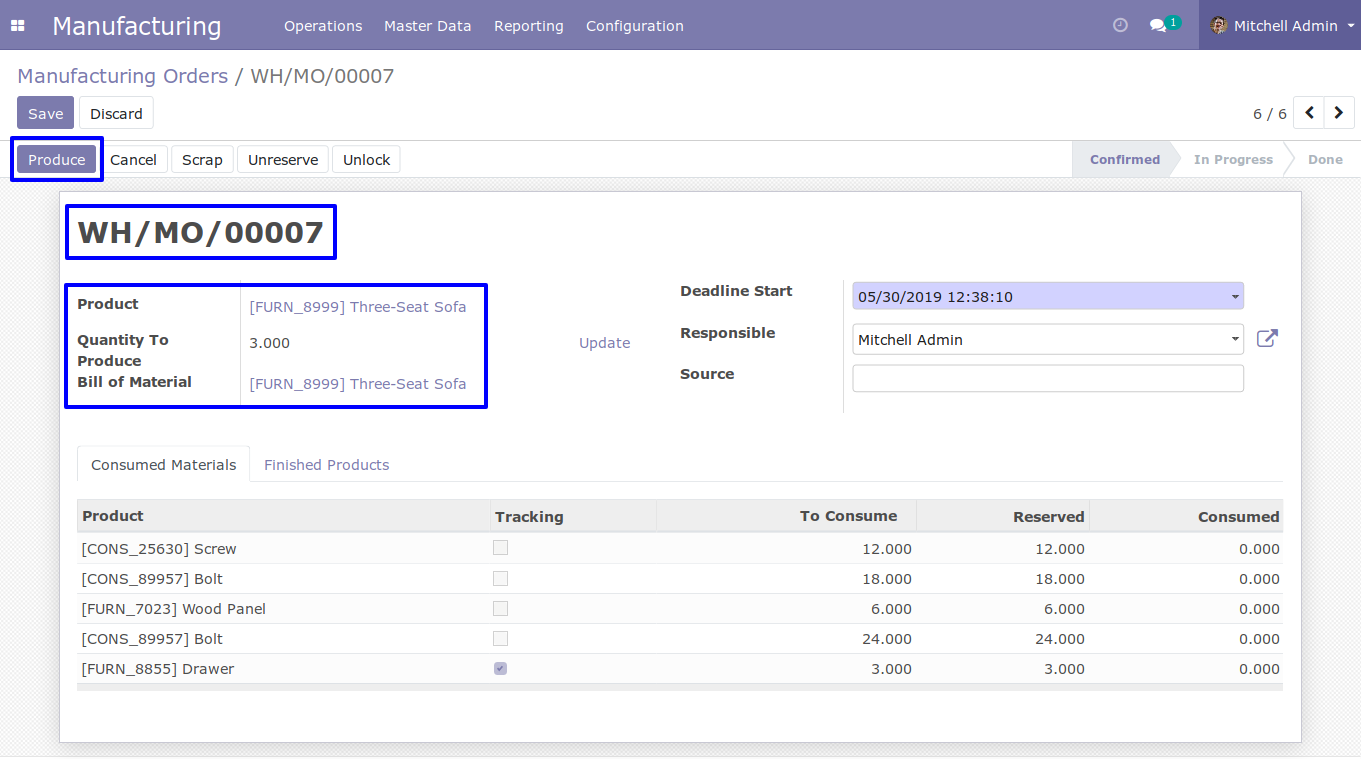 Manufacturing Operations Master Data Reporting Configuration 1 Mitchell Admin
Manufacturing Orders / WH/MO/00007
Save Discard 6 / 6
Produce Cancel Scrap Unreserve Unlock Confirmed In Progress Done
WH/MO/00007
Product [FURN_8999] Three-Seat Sofa
Quantity To Produce 3.000 Update
Bill of Material [FURN_8999] Three-Seat Sofa
Deadline Start 05/30/2019 12:38:10
Responsible Mitchell Admin
Source
Consumed Materials Finished Products
Product Tracking To Consume Reserved Consumed
[CONS_25630] Screw 12.000 12.000 0.000
[CONS_89957] Bolt 18.000 18.000 0.000
[FURN_7023] Wood Panel 6.000 6.000 0.000
[CONS_89957] Bolt 24.000 24.000 0.000
[FURN_8855] Drawer 3.000 3.000 0.000